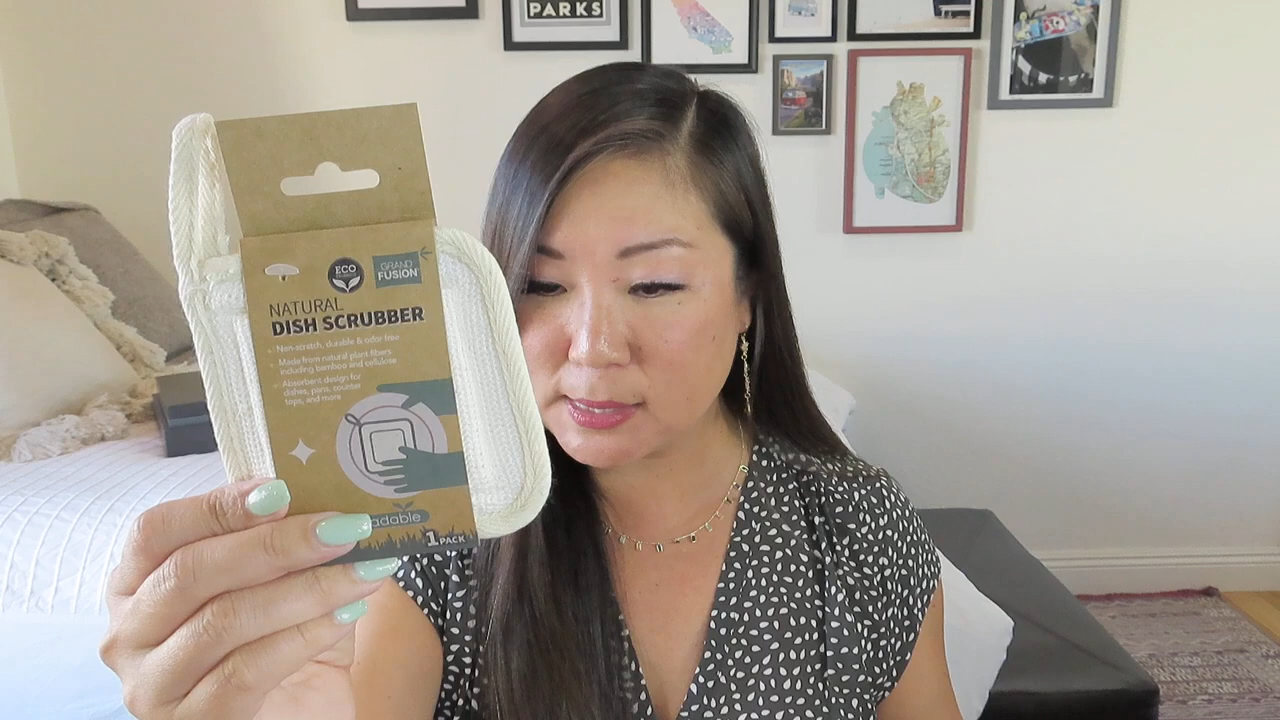 PARKS
ECO
GRAND
FUSION
NATURAL
DISH SCRUBBER
Non-scratch, durable & odor free
Made from natural plant fibers
including bamboo and cellulose
Absorbent design for
dishes, pans, counter
tops, and more
adable
1 PACK